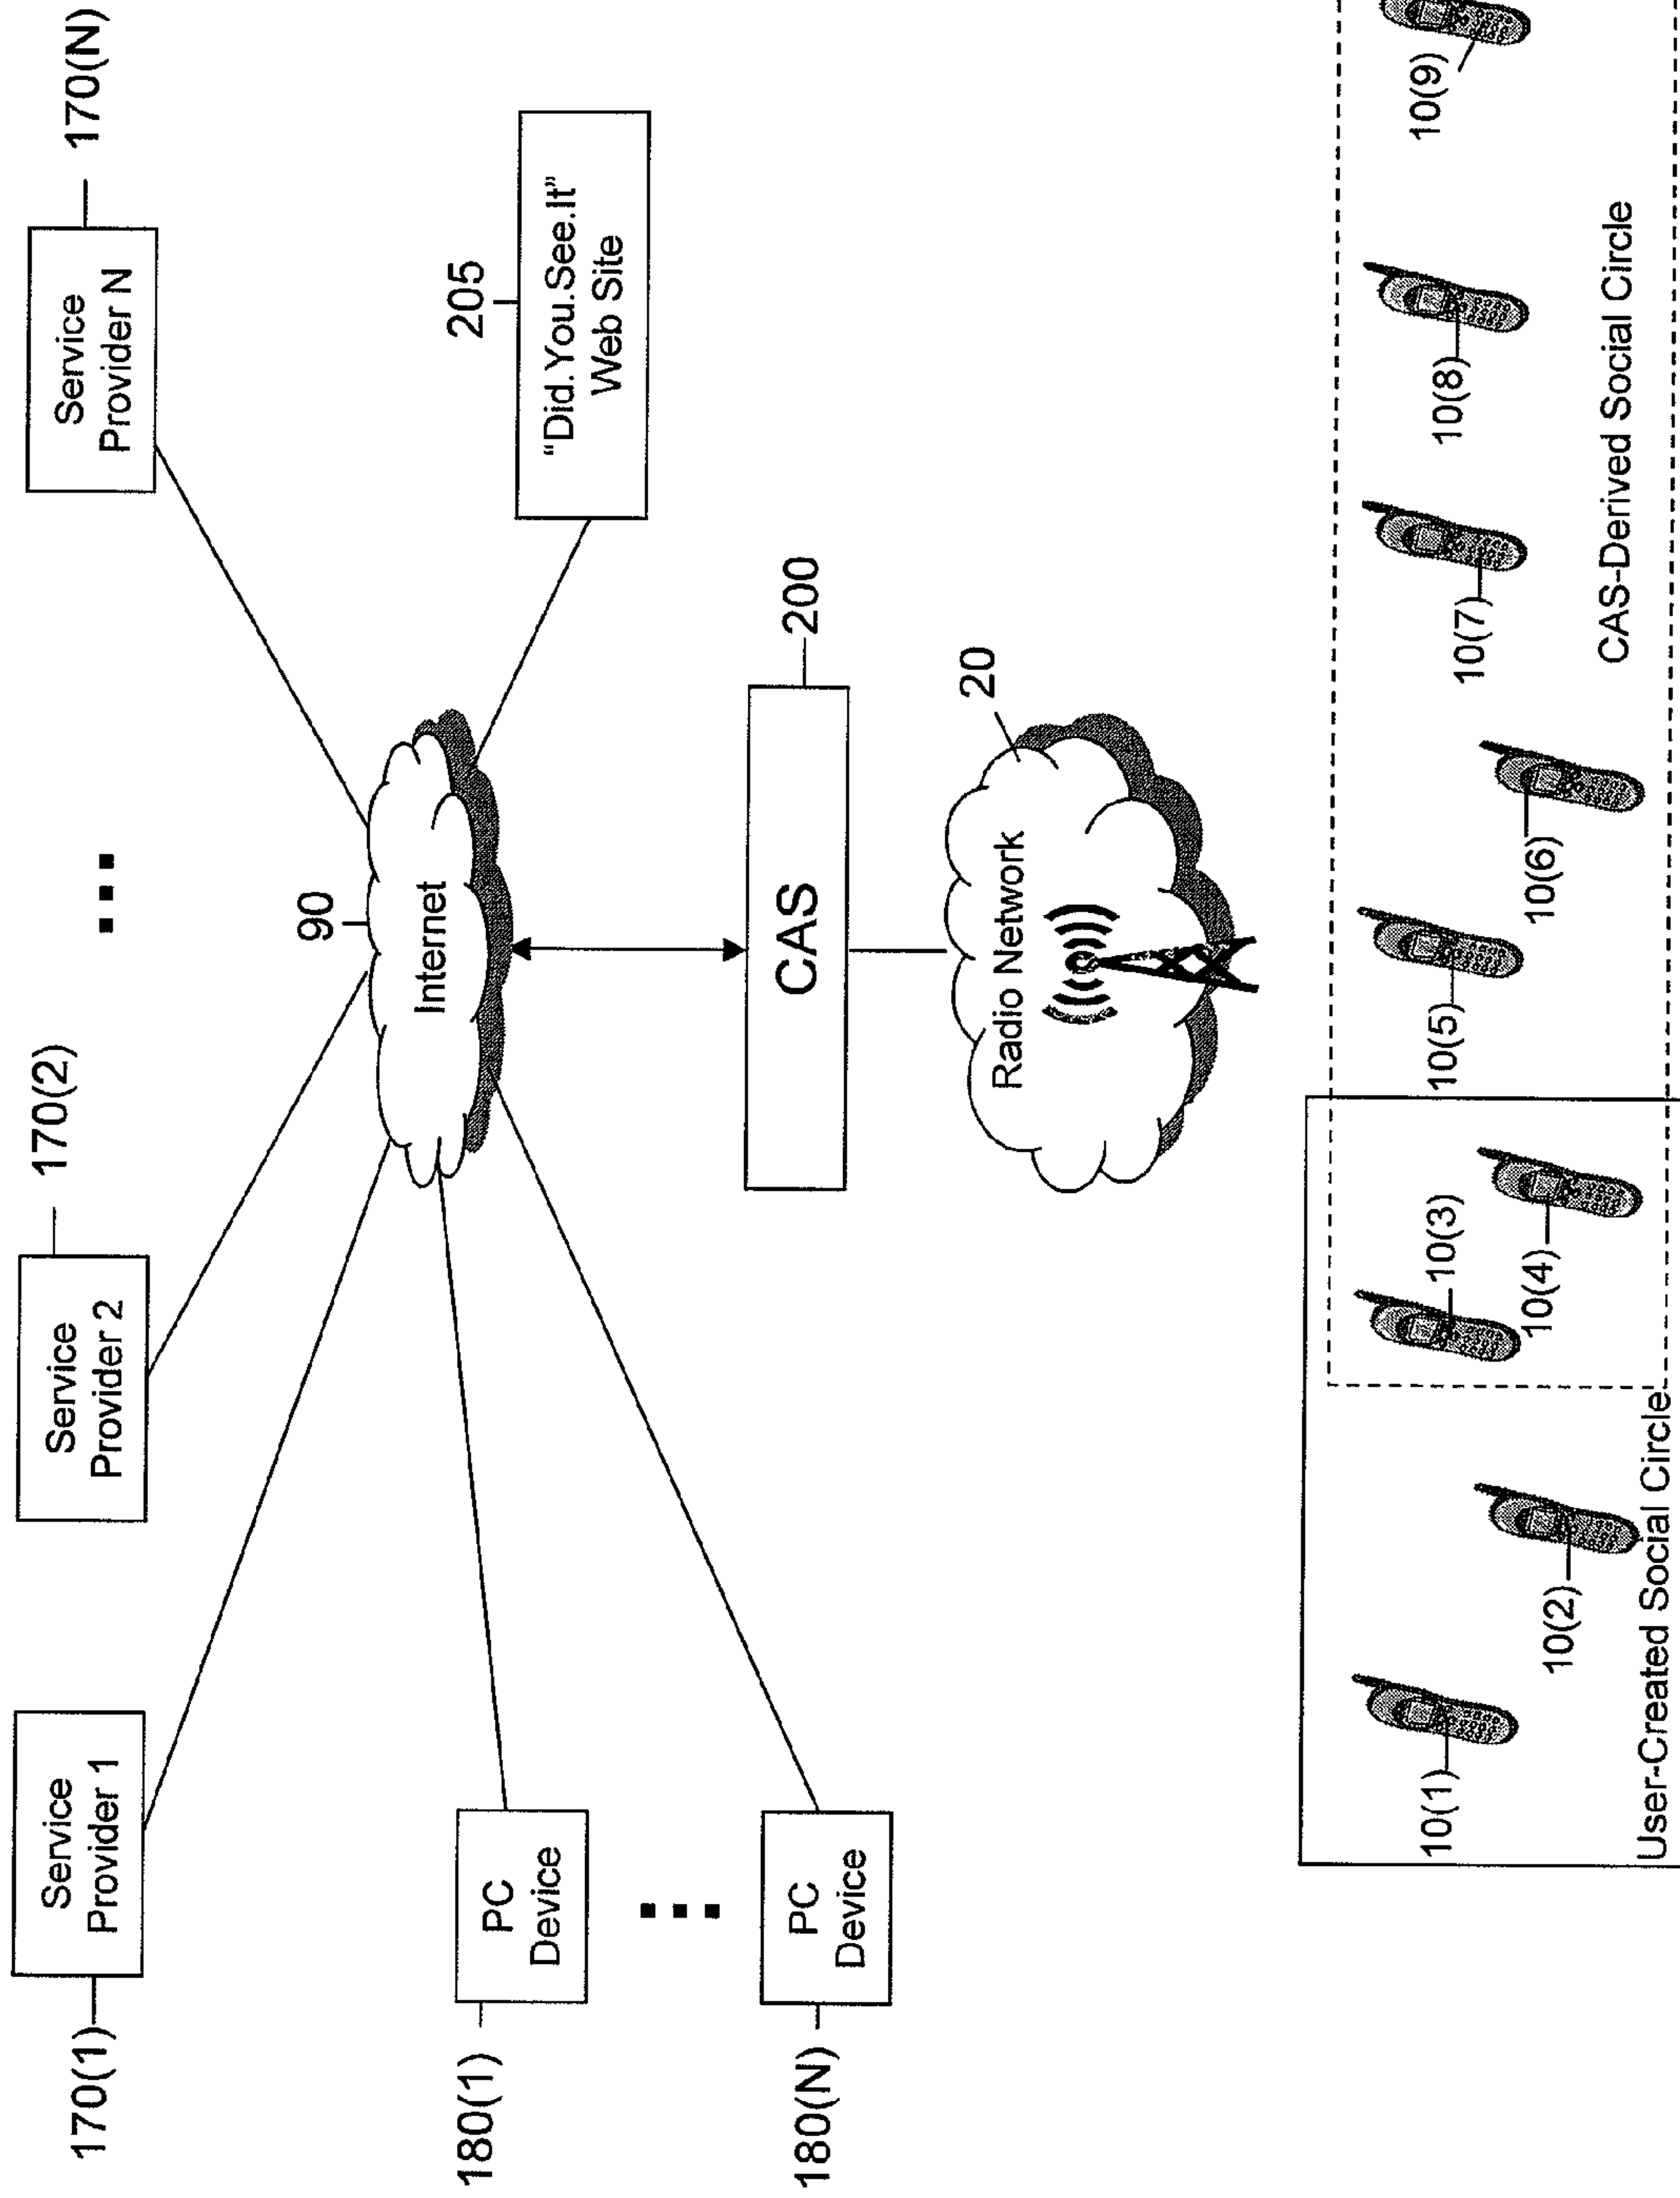 170(1)
Service
Provider 1
Service
Provider 2
170(2)
Service
Provider N
170(N)
90
Internet
205
"Did.You.See.It"
Web Site
180(1)
PC
Device
180(N)
PC
Device
CAS
200
20
Radio Network
10(1)
10(2)
10(3)
10(4)
10(5)
10(6)
10(7)
10(8)
10(9)
User-Created Social Circle
CAS-Derived Social Circle